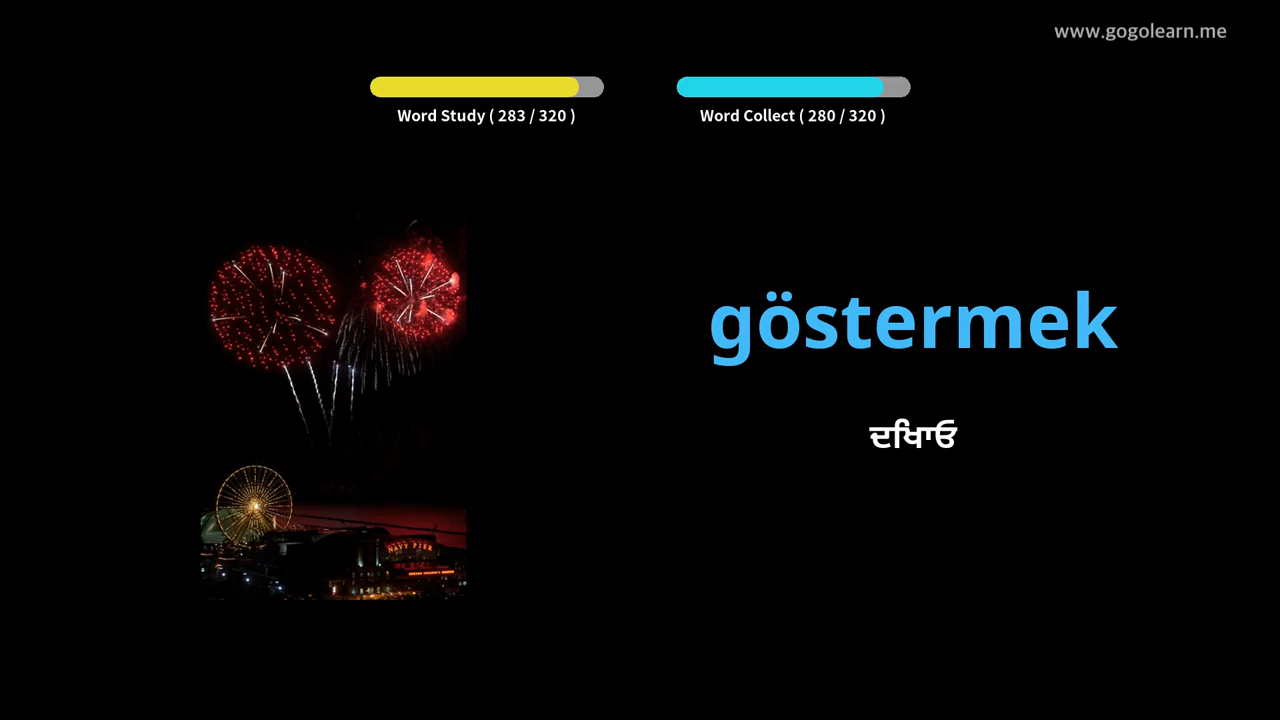 www.gogolearn.me
Word Study ( 283 / 320 )
Word Collect ( 280 / 320 )
göstermek
ਦਿਖਾਓ
NAVY PIER